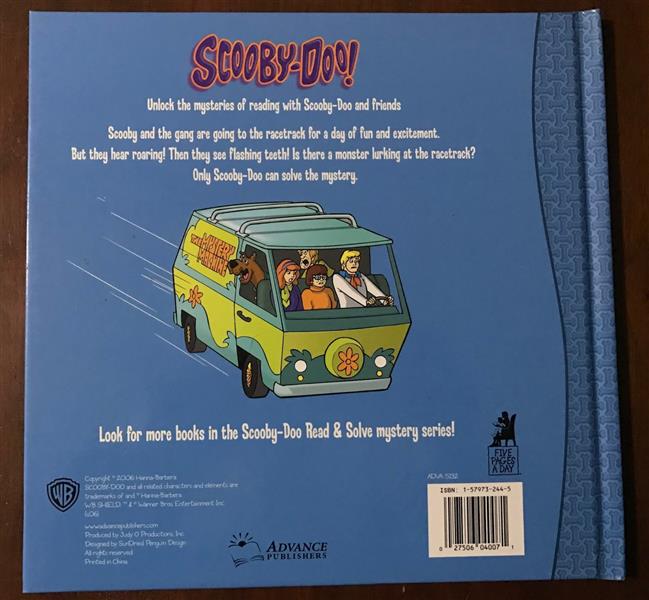 SCOOBY-DOO!
Unlock the mysteries of reading with Scooby-Doo and friends
Scooby and the gang are going to the racetrack for a day of fun and excitement.
But they hear roaring! Then they see flashing teeth! Is there a monster lurking at the racetrack?
Only Scooby-Doo can solve the mystery.
THE MYSTERY MACHINE
Look for more books in the Scooby-Doo Read & Solve mystery series!
FIVE
PAGES
A DAY
ADVA 5132
WB
Copyright © 2006 Hanna-Barbera
SCOOBY-DOO and all related characters and elements are
trademarks of and © Hanna-Barbera.
WB SHIELD: ™ & © Warner Bros. Entertainment Inc.
(s06)
www.advancepublishers.com
Produced by Judy O Productions, Inc.
Designed by SunDried Penguin Design
All rights reserved.
Printed in China
ADVANCE
PUBLISHERS
ISBN: 1-57973-244-5
0 27506 04007 1